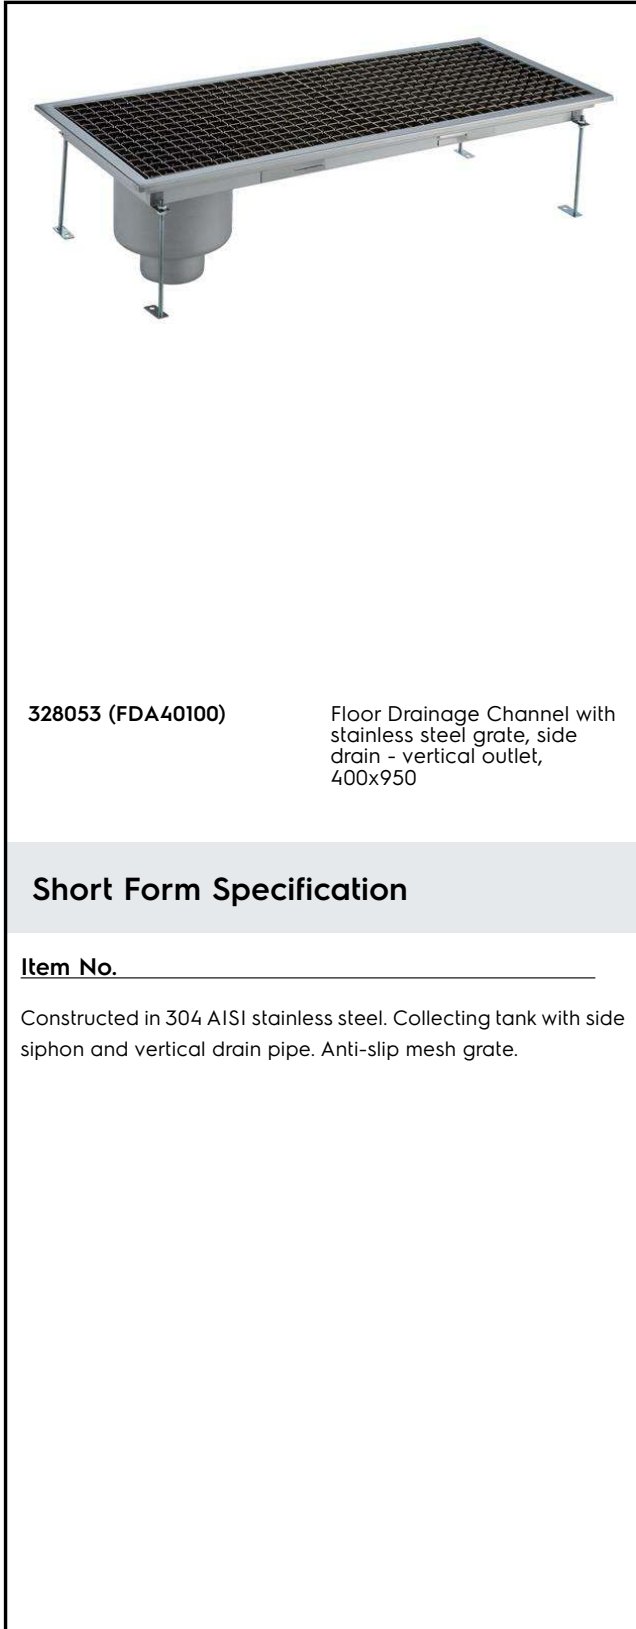 328053 (FDA40100)
Floor Drainage Channel with
stainless steel grate, side
drain - vertical outlet,
400x950
Short Form Specification
Item No.
Constructed in 304 AISI stainless steel. Collecting tank with side
siphon and vertical drain pipe. Anti-slip mesh grate.